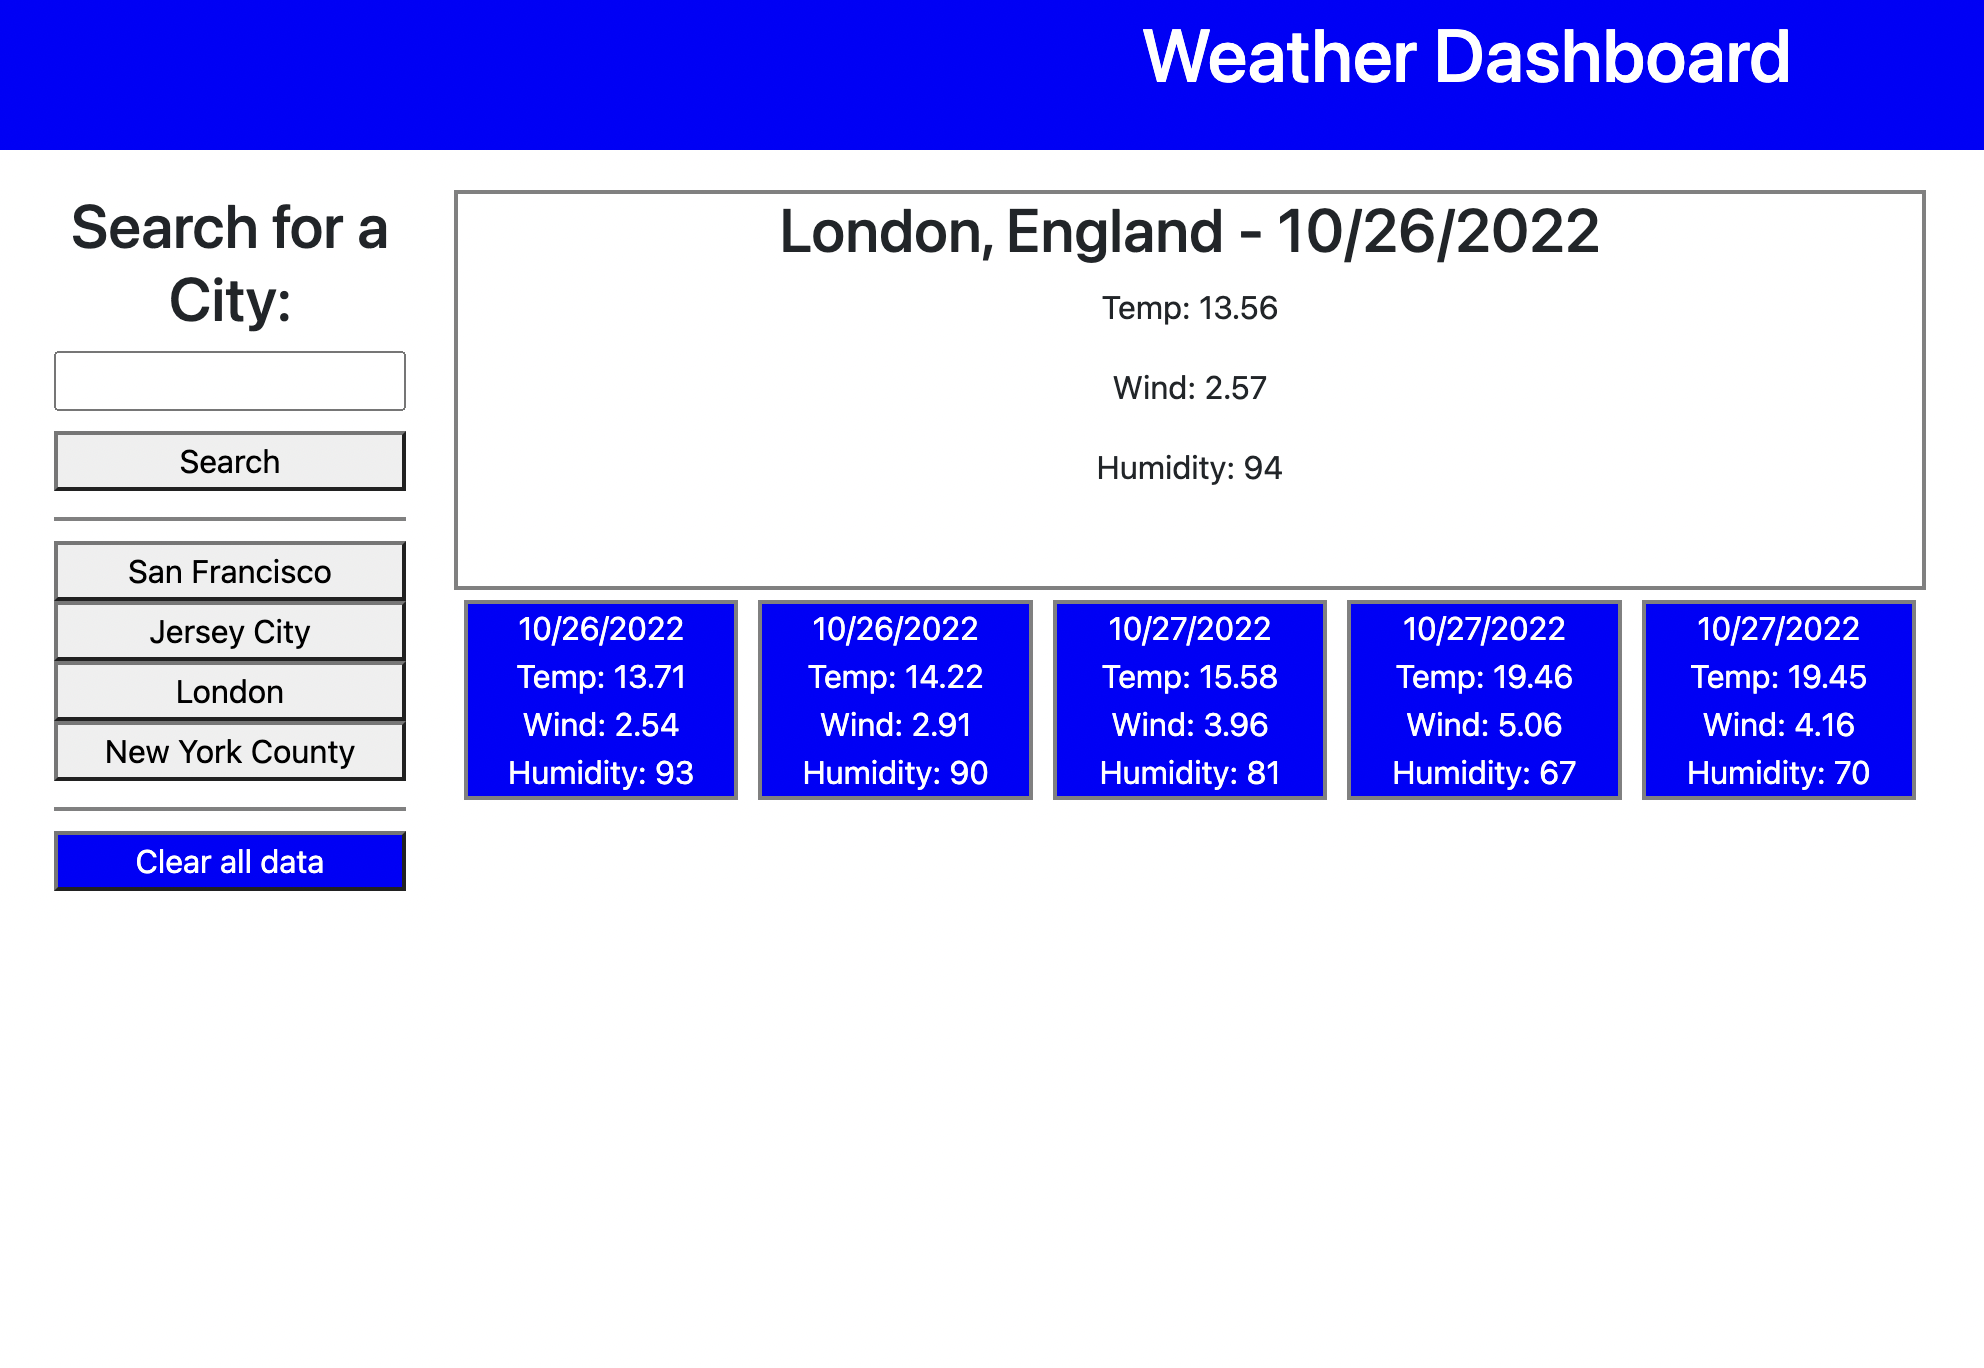 Weather Dashboard
Search for a
City:
Search
San Francisco
Jersey City
London
New York County
Clear all data
London, England - 10/26/2022
Temp: 13.56
Wind: 2.57
Humidity: 94
10/26/2022
Temp: 13.71
Wind: 2.54
Humidity: 93
10/26/2022
Temp: 14.22
Wind: 2.91
Humidity: 90
10/27/2022
Temp: 15.58
Wind: 3.96
Humidity: 81
10/27/2022
Temp: 19.46
Wind: 5.06
Humidity: 67
10/27/2022
Temp: 19.45
Wind: 4.16
Humidity: 70